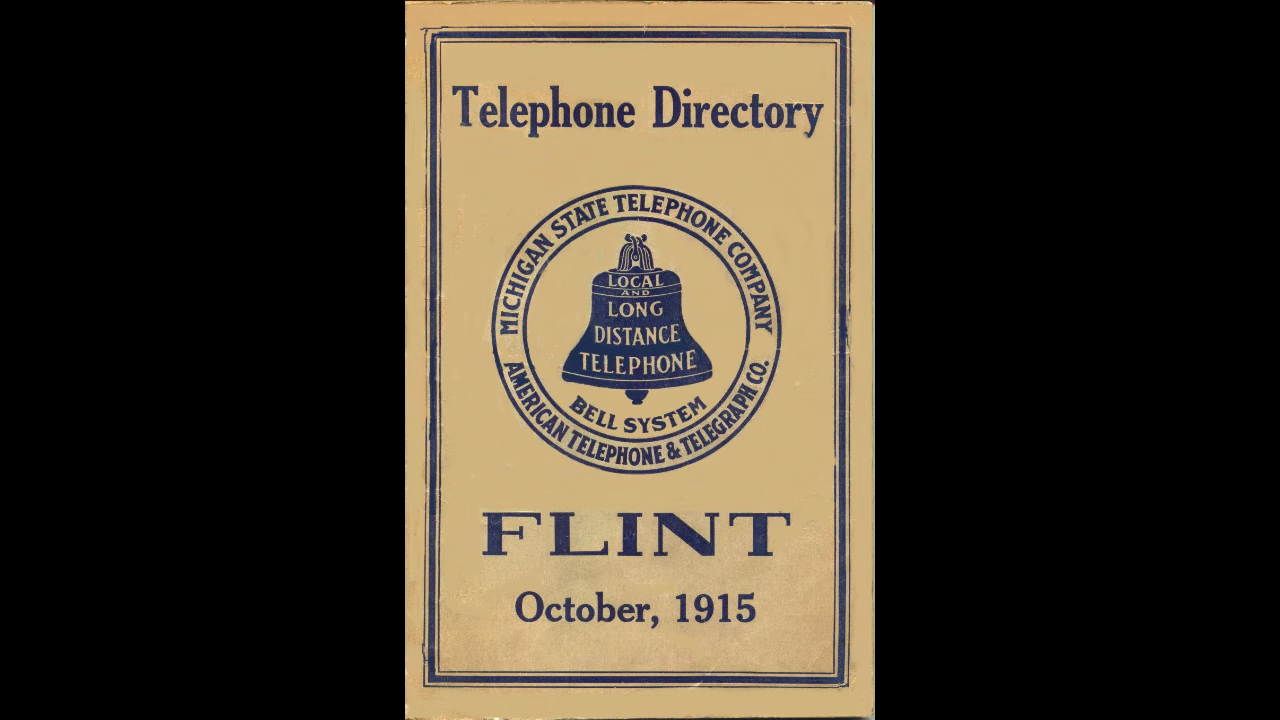 Telephone Directory
MICHIGAN STATE TELEPHONE COMPANY
LOCAL
AND
LONG
DISTANCE
TELEPHONE
BELL SYSTEM
AMERICAN TELEPHONE & TELEGRAPH CO.
FLINT
October, 1915